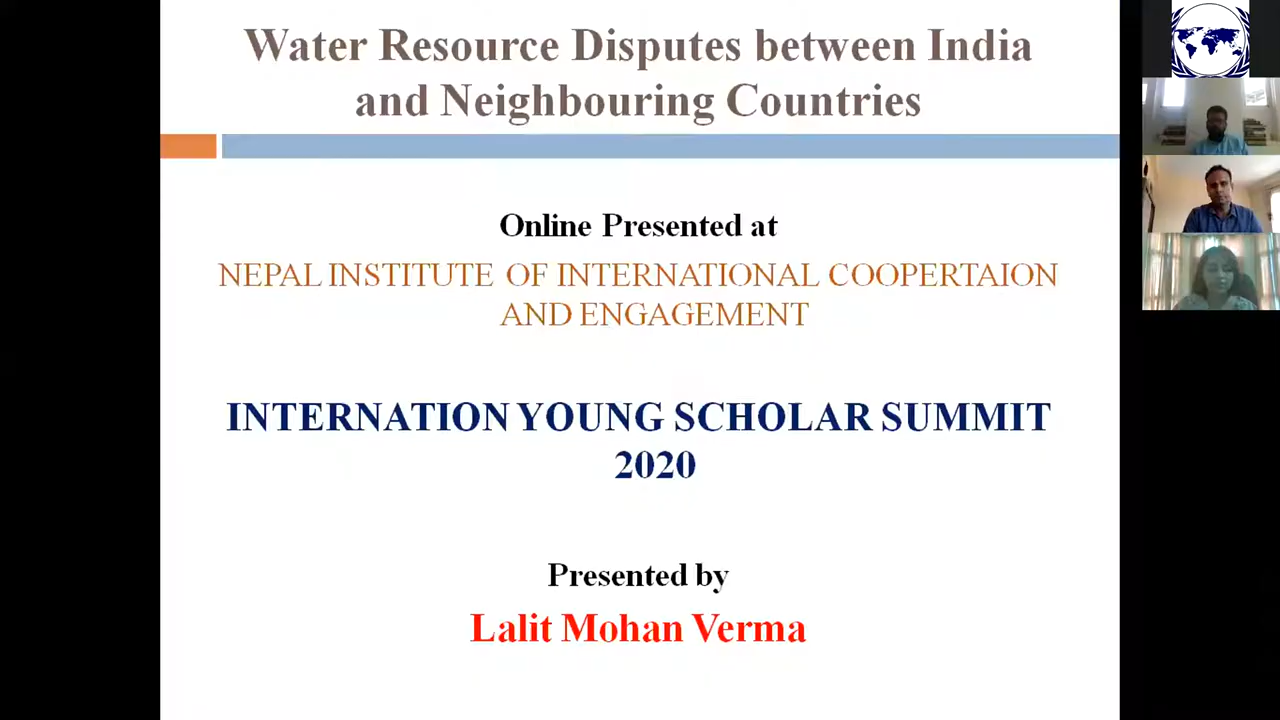 Water Resource Disputes between India
and Neighbouring Countries
Online Presented at
NEPAL INSTITUTE OF INTERNATIONAL COOPERTAION
AND ENGAGEMENT
INTERNATION YOUNG SCHOLAR SUMMIT
2020
Presented by
Lalit Mohan Verma